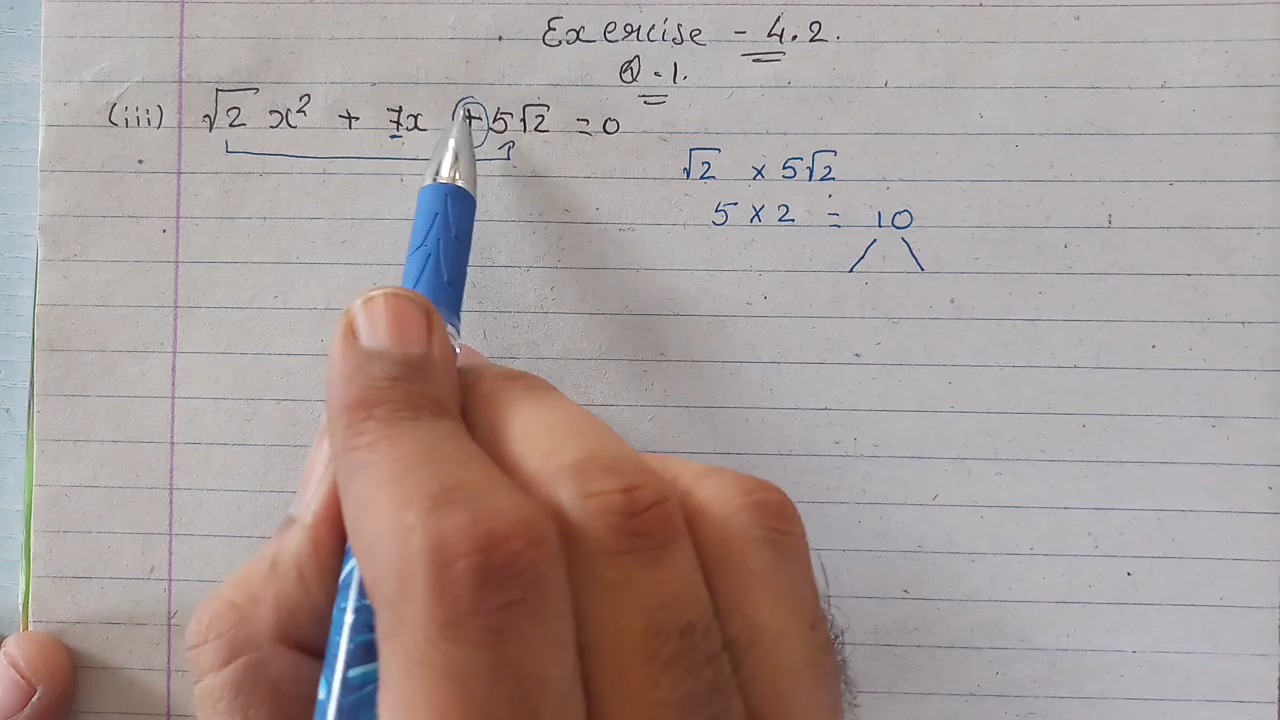 Exercise - 4.2.
Q.1.
(iii) √2 x² + 7x + 5√2 = 0
√2 × 5√2
5 × 2 = 10